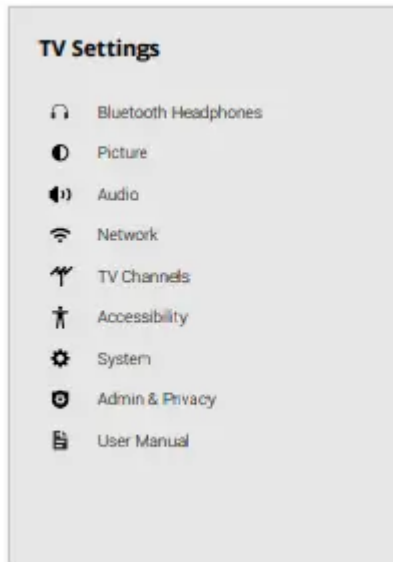 TV Settings
Bluetooth Headphones
Picture
Audio
Network
TV Channels
Accessibility
System
Admin & Privacy
User Manual